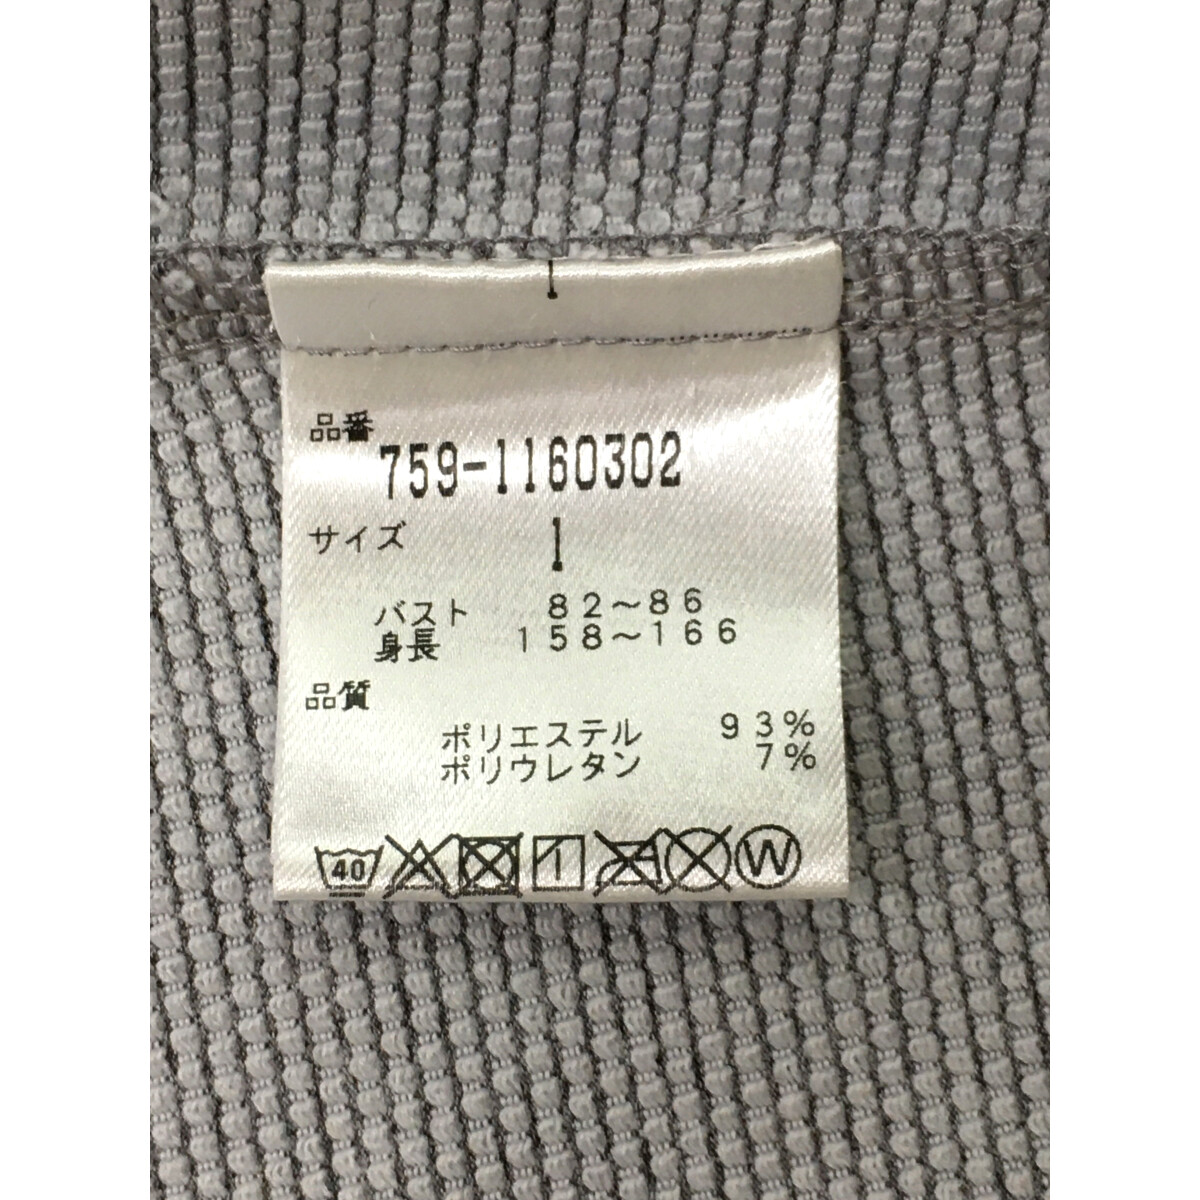 品番
759-1160302
サイズ 1
バスト 82~86
身長 158~166
品質
ポリエステル 93%
ポリウレタン 7%
40 W